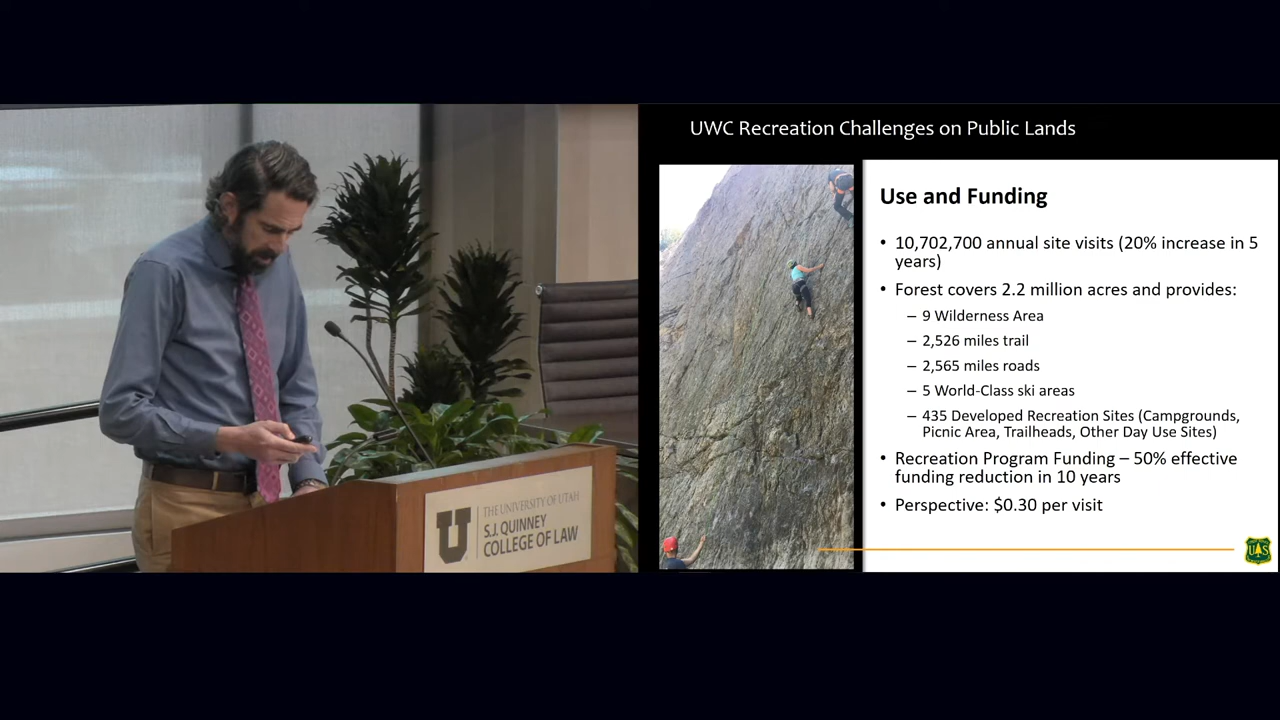 UWC Recreation Challenges on Public Lands
Use and Funding
• 10,702,700 annual site visits (20% increase in 5
years)
• Forest covers 2.2 million acres and provides:
– 9 Wilderness Area
– 2,526 miles trail
– 2,565 miles roads
– 5 World-Class ski areas
– 435 Developed Recreation Sites (Campgrounds,
Picnic Area, Trailheads, Other Day Use Sites)
• Recreation Program Funding – 50% effective
funding reduction in 10 years
• Perspective: $0.30 per visit
UAS
U
THE UNIVERSITY OF UTAH
S.J. QUINNEY
COLLEGE OF LAW